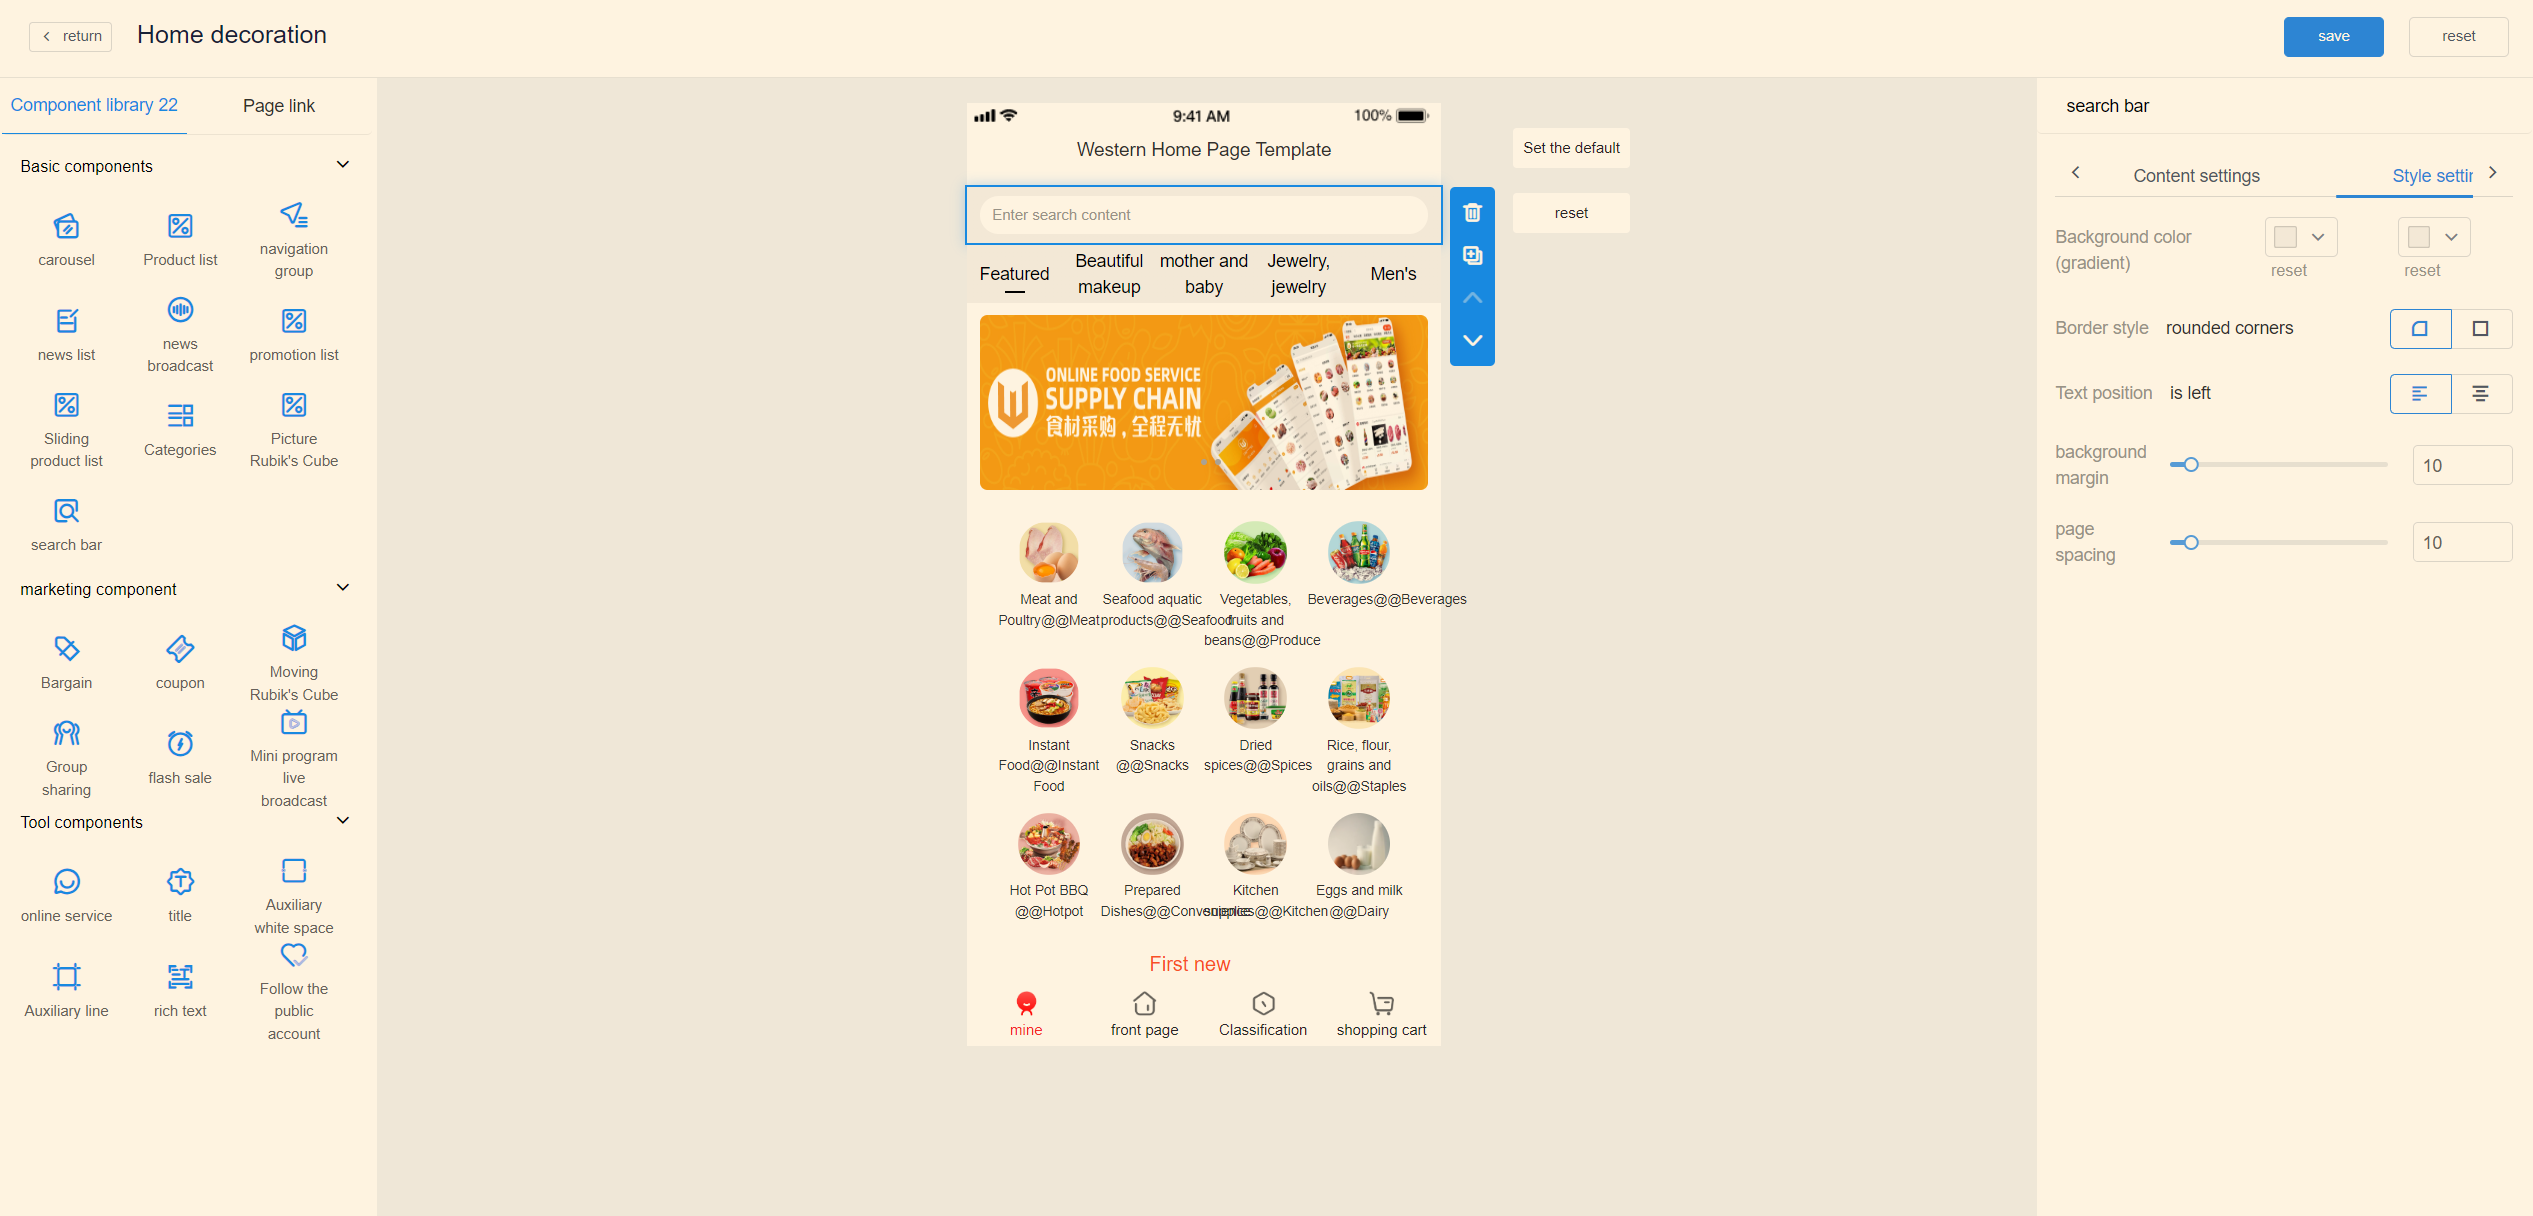 return
Home decoration
save
reset
Component library 22
Page link
Basic components
carousel
Product list
navigation
group
news list
news
broadcast
promotion list
Sliding
product list
Categories
Picture
Rubik's Cube
search bar
marketing component
Bargain
coupon
Moving
Rubik's Cube
Group
sharing
flash sale
Mini program
live
broadcast
Tool components
online service
title
Auxiliary
white space
Auxiliary line
rich text
Follow the
public
account
9:41 AM
100%
Western Home Page Template
Enter search content
Featured
Beautiful
makeup
mother and
baby
Jewelry,
jewelry
Men's
ONLINE FOOD SERVICE
SUPPLY CHAIN
食材采购，全程无忧
Meat and
Poultry@@Meat
Seafood aquatic
products@@Seafood
Vegetables,
fruits and
beans@@Produce
Beverages@@Beverages
Instant
Food@@Instant
Food
Snacks
@@Snacks
Dried
spices@@Spices
Rice, flour,
grains and
oils@@Staples
Hot Pot BBQ
@@Hotpot
Prepared
Dishes@@Convenience
Kitchen
supplies@@Kitchen
Eggs and milk
@@Dairy
First new
mine
front page
Classification
shopping cart
Set the default
reset
search bar
Content settings
Style settir
Background color
(gradient)
reset
reset
Border style
rounded corners
Text position
is left
background
margin
10
page
spacing
10